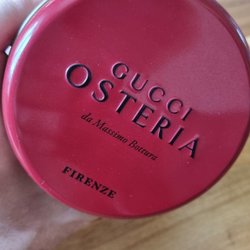 GUCCI
OSTERIA
da Massimo Bottura
FIRENZE